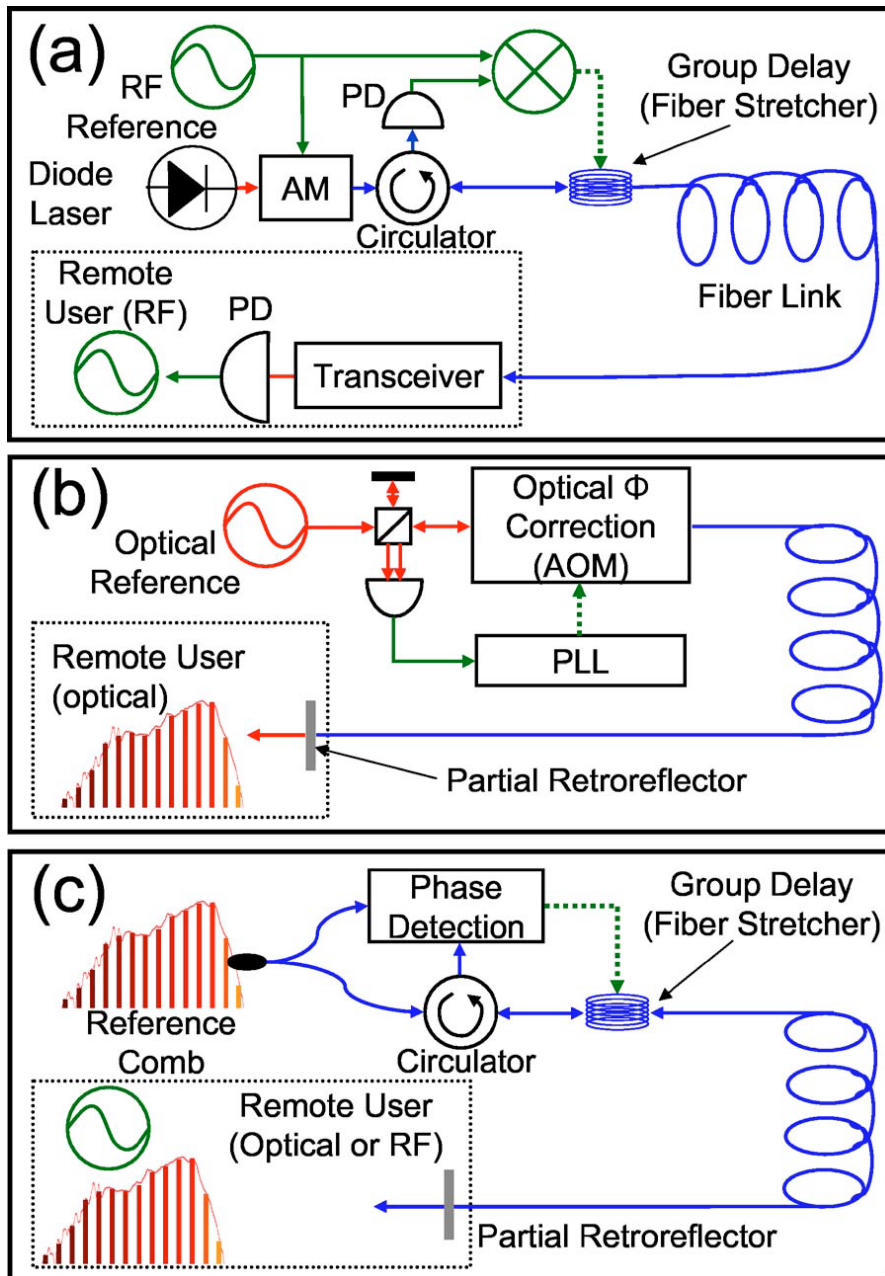 (a)
RF
Reference
PD
Group Delay
(Fiber Stretcher)
Diode
Laser
AM
Circulator
Fiber Link
Remote
User (RF)
PD
Transceiver
(b)
Optical
Reference
Optical Φ
Correction
(AOM)
PLL
Remote User
(optical)
Partial Retroreflector
(c)
Reference
Comb
Phase
Detection
Circulator
Group Delay
(Fiber Stretcher)
Remote User
(Optical or RF)
Partial Retroreflector